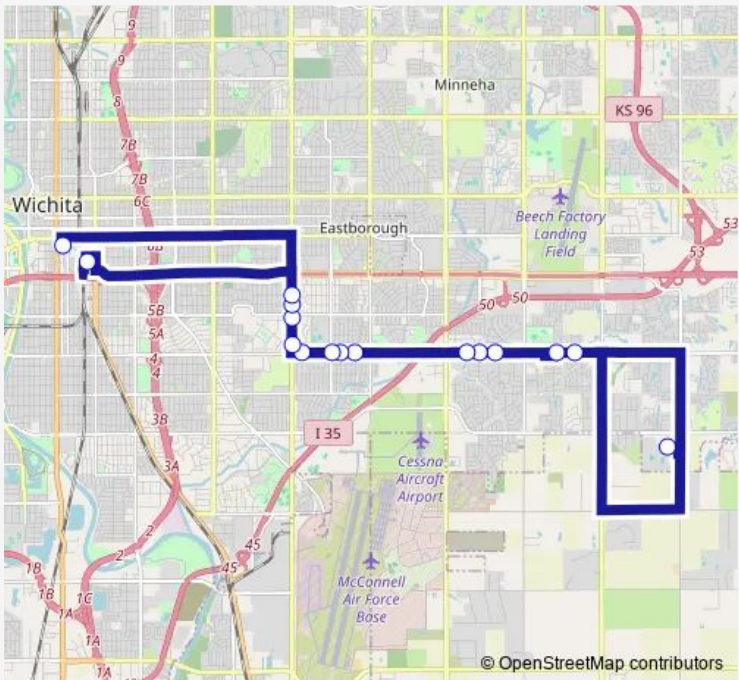 9
9
8
Minneha
KS 96
7B
7B
6C
Wichita
Eastborough
Beech Factory
Landing
Field
53
53
6B
50
50
5B
5A
4
4
3B
I 35
3A
Cessna
Aircraft
Airport
2
2
45
45
McConnell
Air Force
Base
1B
1B
1C
1A
1A
1A
© OpenStreetMap contributors